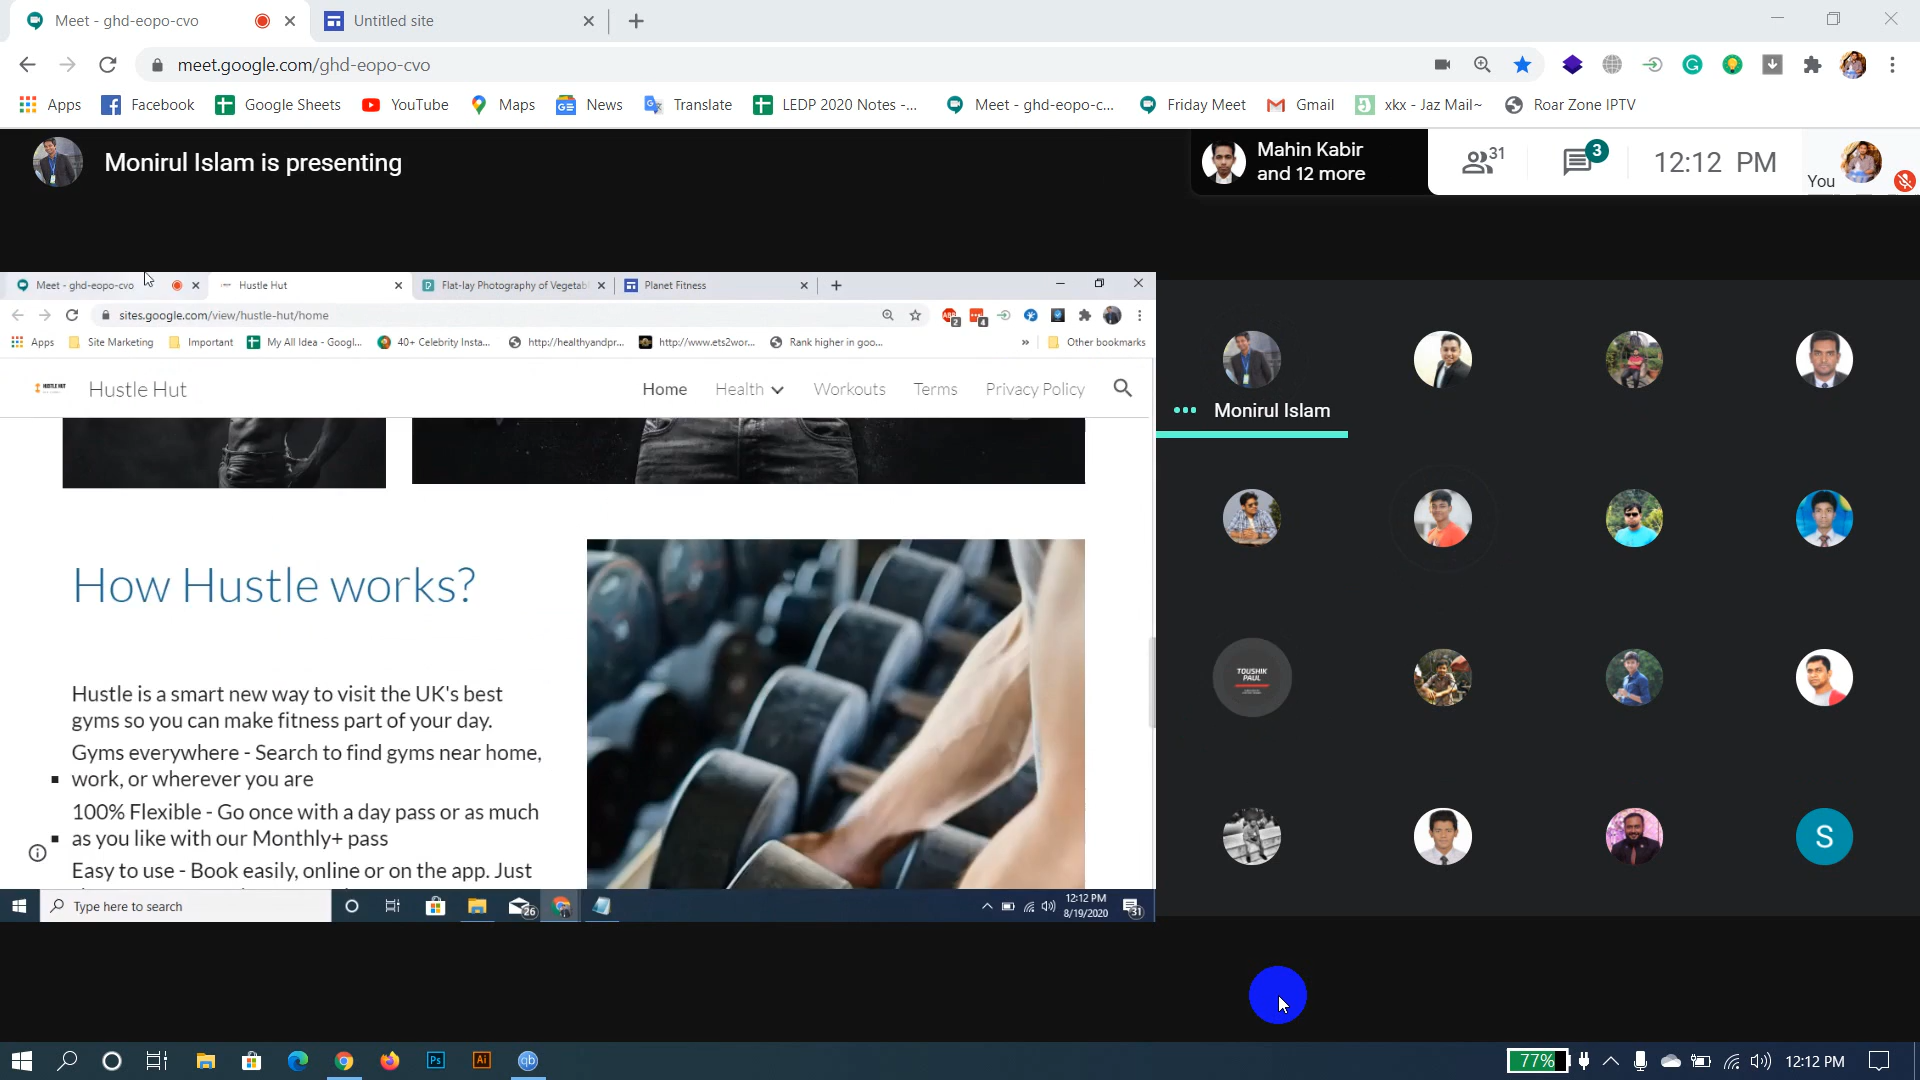 Meet - ghd-eopo-cvo
Untitled site
meet.google.com/ghd-eopo-cvo
Apps
Facebook
Google Sheets
YouTube
Maps
News
Translate
LEDP 2020 Notes -...
Meet - ghd-eopo-c...
Friday Meet
Gmail
xkx - Jaz Mail~
Roar Zone IPTV
Monirul Islam is presenting
Mahin Kabir
and 12 more
31
3
12:12 PM
You
Meet - ghd-eopo-cvo
Hustle Hut
Flat-lay Photography of Vegetab
Planet Fitness
sites.google.com/view/hustle-hut/home
2
4
Apps
Site Marketing
Important
My All Idea - Googl...
40+ Celebrity Insta...
http://healthyandpr...
http://www.ets2wor...
Rank higher in goo...
»
Other bookmarks
HUSTLE HUT
Hustle Hut
Home
Health
Workouts
Terms
Privacy Policy
How Hustle works?
Hustle is a smart new way to visit the UK's best
gyms so you can make fitness part of your day.
Gyms everywhere - Search to find gyms near home,
work, or wherever you are
100% Flexible - Go once with a day pass or as much
as you like with our Monthly+ pass
Easy to use - Book easily, online or on the app. Just
Monirul Islam
TOUSHIK
PAUL
S
Type here to search
26
12:12 PM
8/19/2020
31
Ps
Ai
qb
77%
12:12 PM